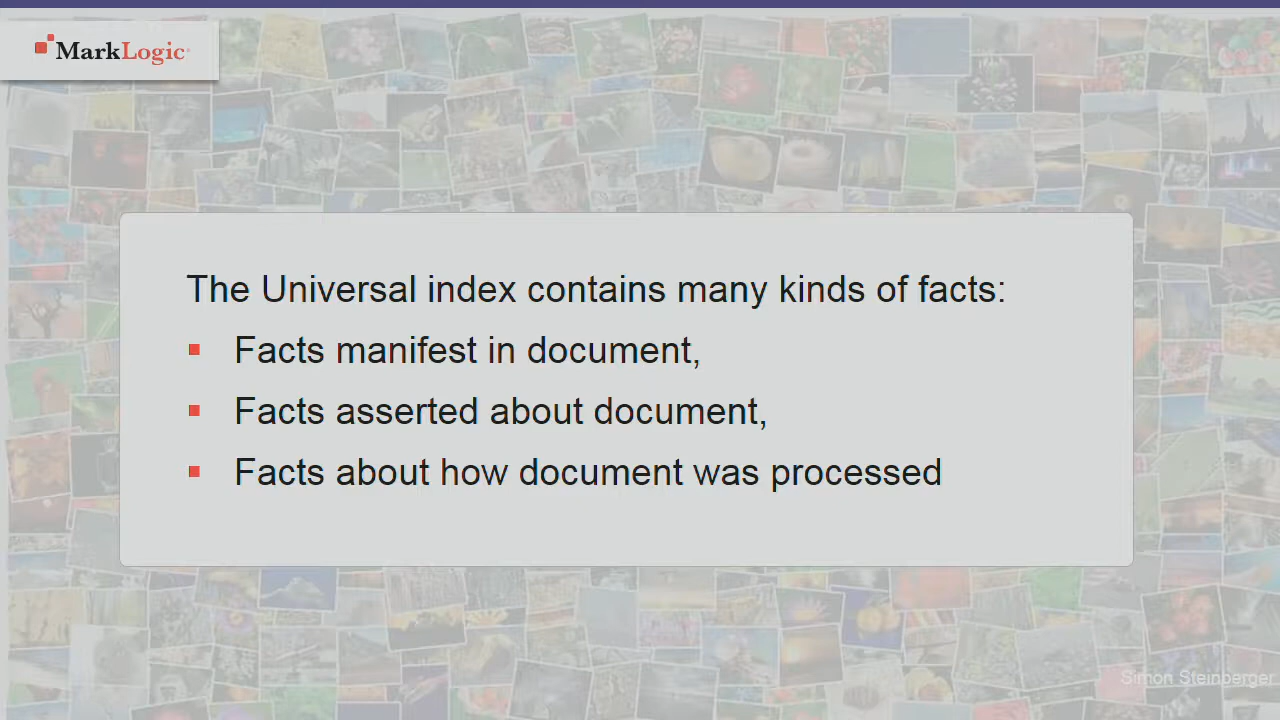 MarkLogic
The Universal index contains many kinds of facts:
Facts manifest in document,
Facts asserted about document,
Facts about how document was processed
Simon Steinberger